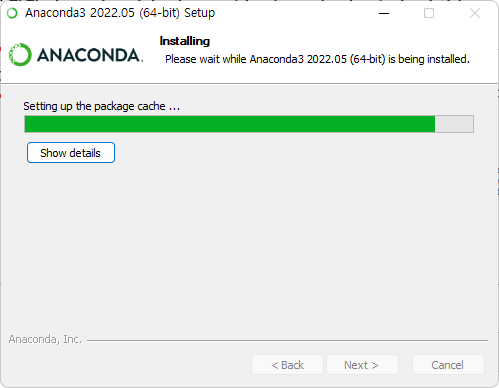 Anaconda3 2022.05 (64-bit) Setup
Installing
Please wait while Anaconda3 2022.05 (64-bit) is being installed.
ANACONDA.
Setting up the package cache ...
Show details
Anaconda, Inc.
< Back
Next >
Cancel